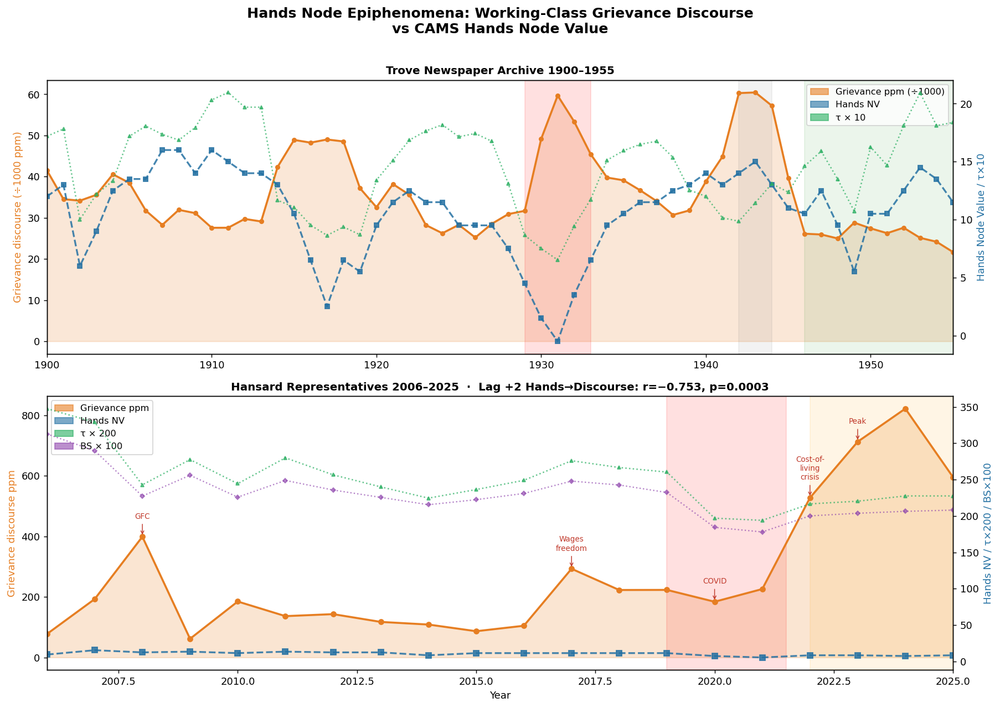 Hands Node Epiphenomena: Working-Class Grievance Discourse
vs CAMS Hands Node Value
Trove Newspaper Archive 1900–1955
Grievance discourse (÷1000 ppm)
60
50
40
30
20
10
0
Grievance ppm (÷1000)
Hands NV
τ × 10
20
15
10
5
0
Hands Node Value / τ×10
1900
1910
1920
1930
1940
1950
Hansard Representatives 2006–2025 · Lag +2 Hands→Discourse: r=−0.753, p=0.0003
Grievance discourse ppm
800
600
400
200
0
Grievance ppm
Hands NV
τ × 200
BS × 100
GFC
Wages
freedom
COVID
Cost-of-
living
crisis
Peak
350
300
250
200
150
100
50
0
Hands NV / τ×200 / BS×100
2007.5
2010.0
2012.5
2015.0
2017.5
2020.0
2022.5
2025.0
Year